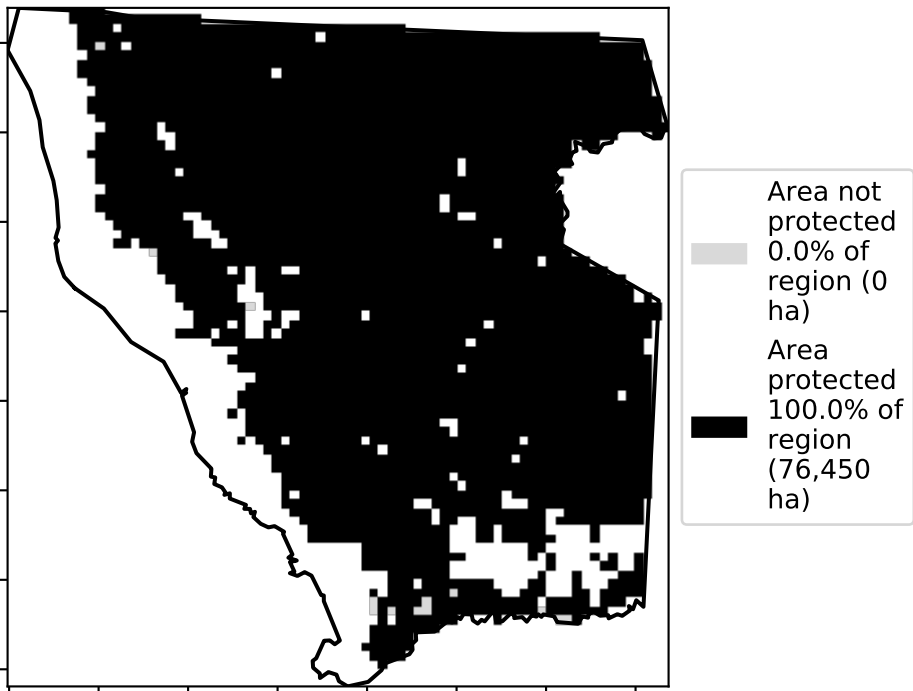 Area not
protected
0.0% of
region (0
ha)
Area
protected
100.0% of
region
(76,450
ha)